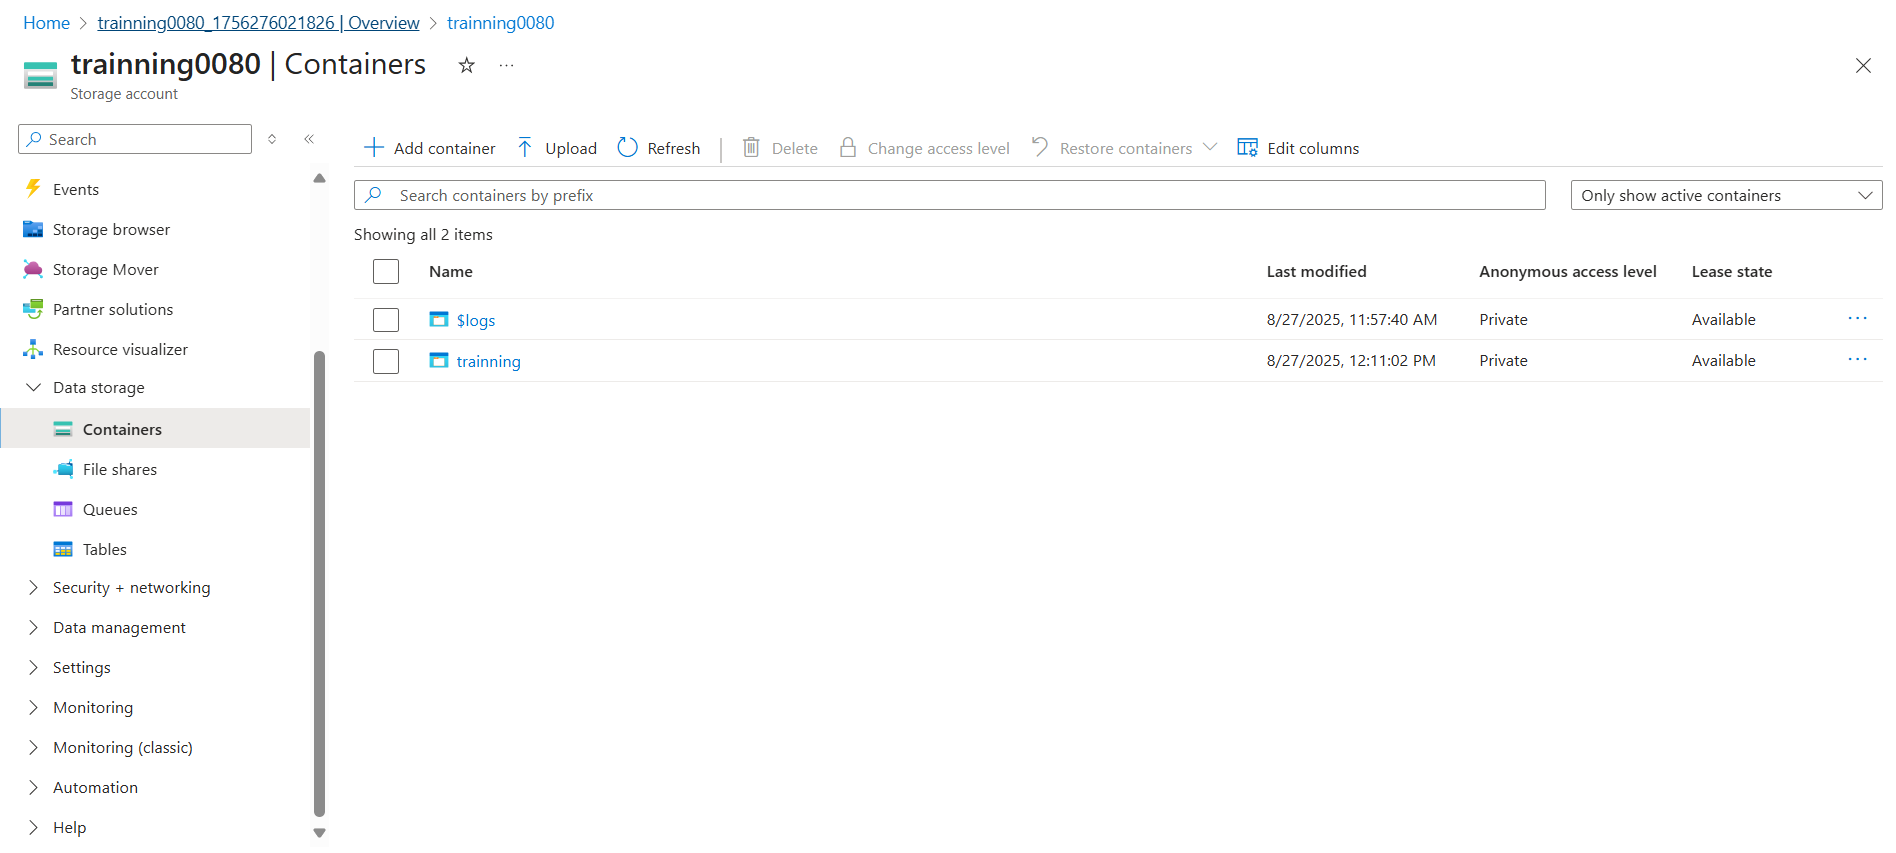 Home > trainning0080_1756276021826 | Overview > trainning0080
trainning0080 | Containers
Storage account
Search
Events
Storage browser
Storage Mover
Partner solutions
Resource visualizer
Data storage
Containers
File shares
Queues
Tables
Security + networking
Data management
Settings
Monitoring
Monitoring (classic)
Automation
Help
Add container Upload Refresh Delete Change access level Restore containers Edit columns
Search containers by prefix Only show active containers
Showing all 2 items
Name Last modified Anonymous access level Lease state
$logs 8/27/2025, 11:57:40 AM Private Available
trainning 8/27/2025, 12:11:02 PM Private Available